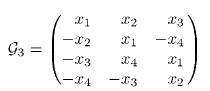 𝒢₃ = ( x₁ x₂ x₃
−x₂ x₁ −x₄
−x₃ x₄ x₁
−x₄ −x₃ x₂ )